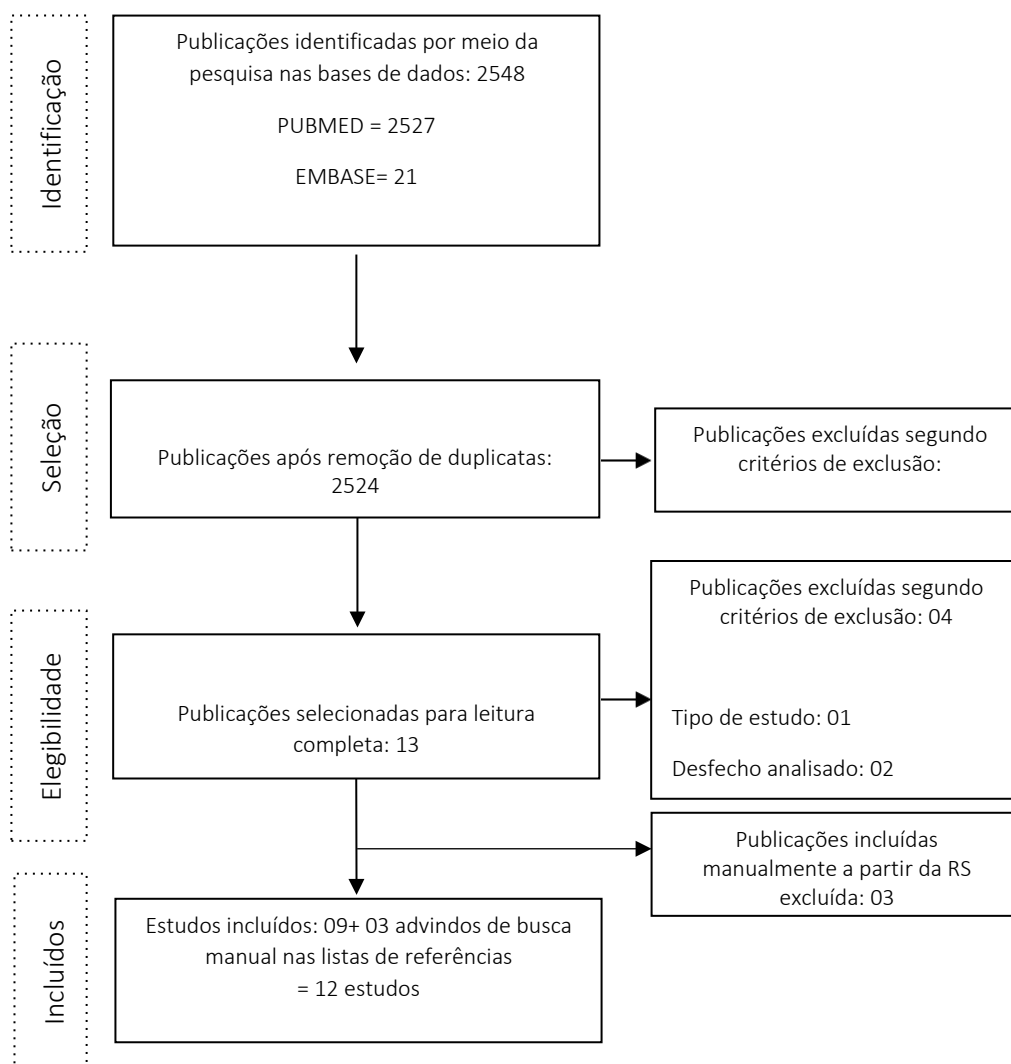 Identificação
Publicações identificadas por meio da
pesquisa nas bases de dados: 2548
PUBMED = 2527
EMBASE= 21
Seleção
Publicações após remoção de duplicatas:
2524
Publicações excluídas segundo
critérios de exclusão:
Elegibilidade
Publicações selecionadas para leitura
completa: 13
Publicações excluídas segundo
critérios de exclusão: 04
Tipo de estudo: 01
Desfecho analisado: 02
Publicações incluídas
manualmente a partir da RS
excluída: 03
Incluídos
Estudos incluídos: 09+ 03 advindos de busca
manual nas listas de referências
= 12 estudos